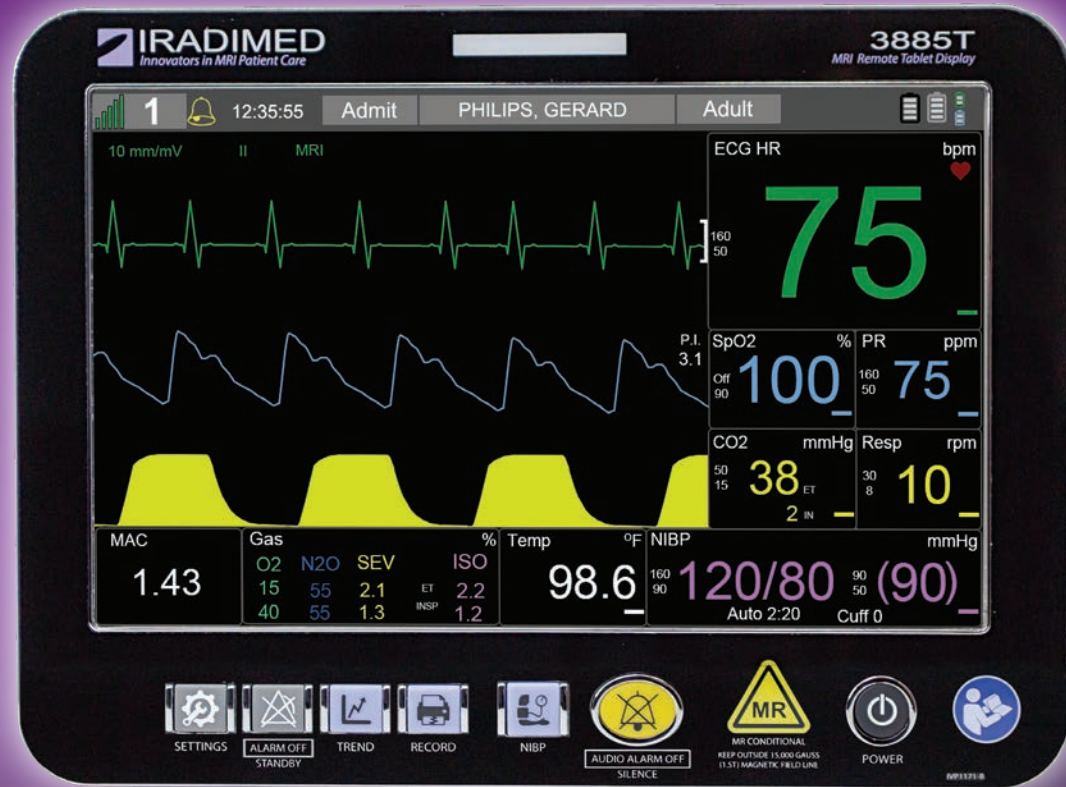 IRADIMED
Innovators in MRI Patient Care
3885T
MRI Remote Tablet Display
1 12:35:55 Admit PHILIPS, GERARD Adult
10 mm/mV II MRI
ECG HR bpm
160
50
75
P.I.
3.1
SpO2 %
Off
90
100
PR ppm
160
50
75
CO2 mmHg
50
15
38 ET
2 IN
Resp rpm
30
8
10
MAC
1.43
Gas %
O2 N2O SEV ISO
15 55 2.1 ET 2.2
40 55 1.3 INSP 1.2
Temp °F
98.6
NIBP mmHg
160
90
120/80
90
50
(90)
Auto 2:20 Cuff 0
SETTINGS
ALARM OFF
STANDBY
TREND
RECORD
NIBP
AUDIO ALARM OFF
SILENCE
MR
MR CONDITIONAL
KEEP OUTSIDE 15,000 GAUSS
(1.5T) MAGNETIC FIELD LINE
POWER
IVP1171-B